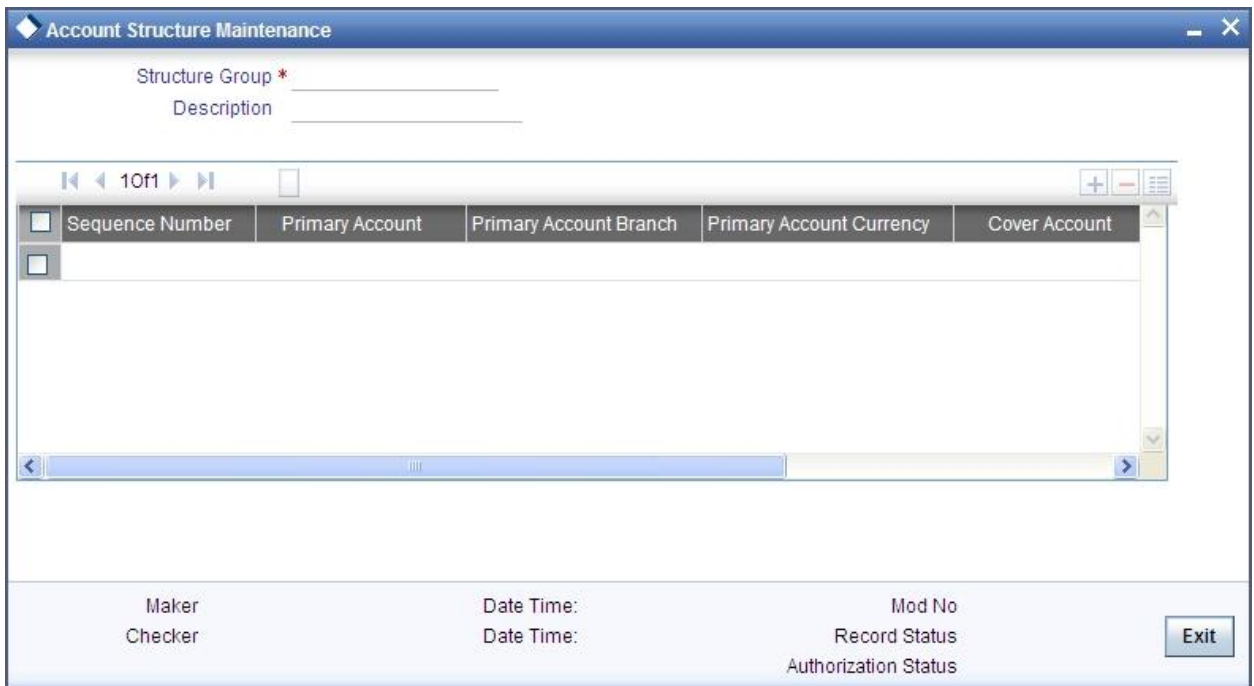 Account Structure Maintenance
Structure Group *
Description
1Of1
Sequence Number Primary Account Primary Account Branch Primary Account Currency Cover Account
Maker Date Time: Mod No
Checker Date Time: Record Status
Authorization Status
Exit